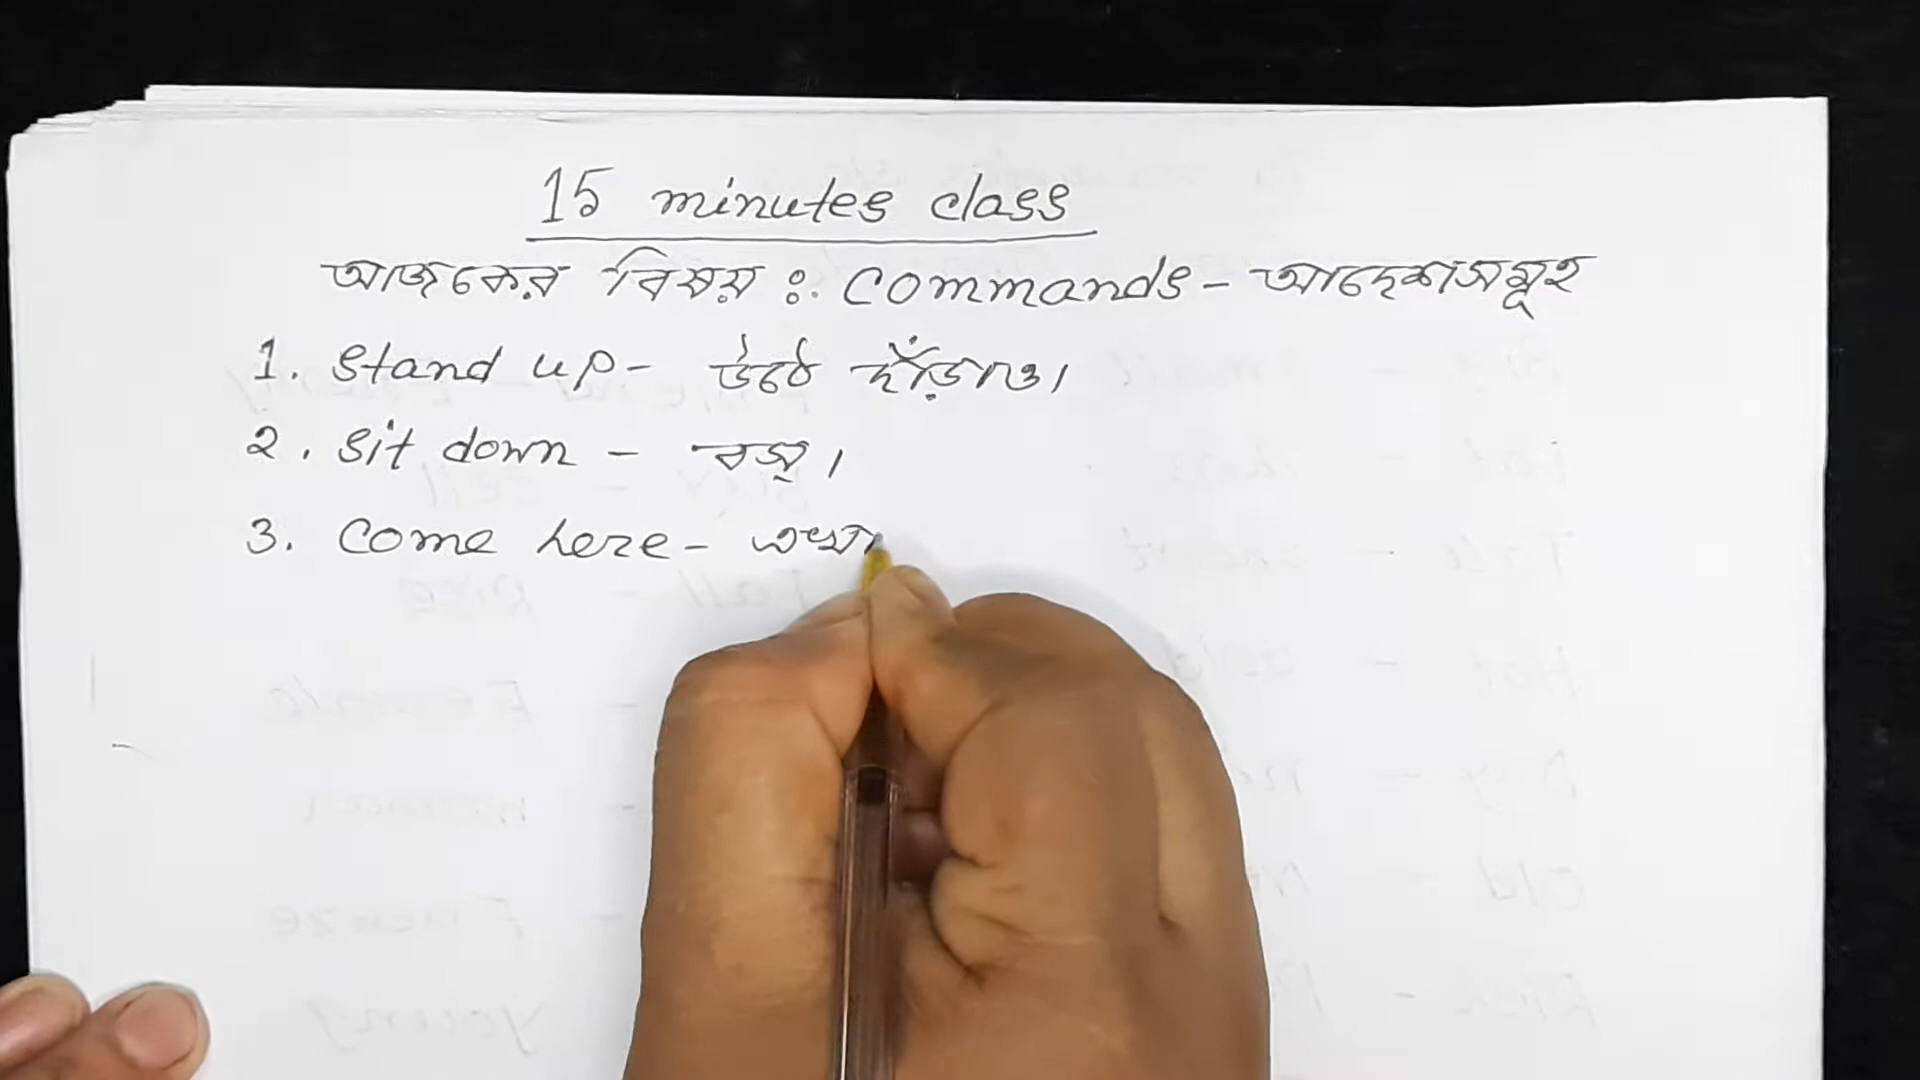 15 minutes class
আজকের বিষয় ঃ. Commands - আদেশসমূহ
1. Stand up - উঠে দাঁড়াও।
2. Sit down - বস্ ।
3. Come here - এখা